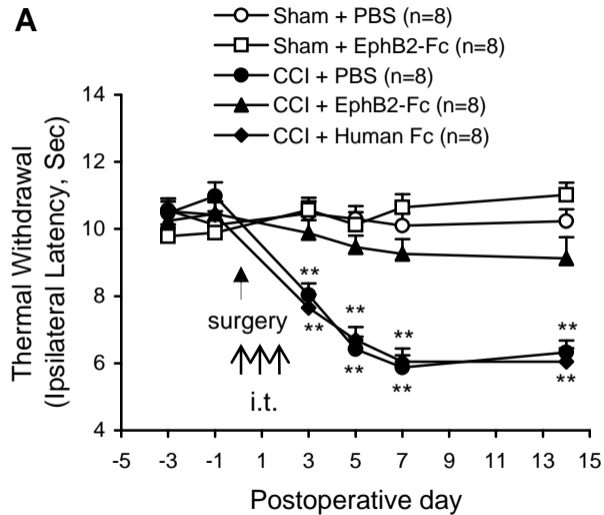 A
Sham + PBS (n=8)
Sham + EphB2-Fc (n=8)
CCI + PBS (n=8)
CCI + EphB2-Fc (n=8)
CCI + Human Fc (n=8)
Thermal Withdrawal
(Ipsilateral Latency, Sec)
14
12
10
8
6
4
**
**
**
**
**
**
**
**
surgery
i.t.
-5 -3 -1 1 3 5 7 9 11 13 15
Postoperative day